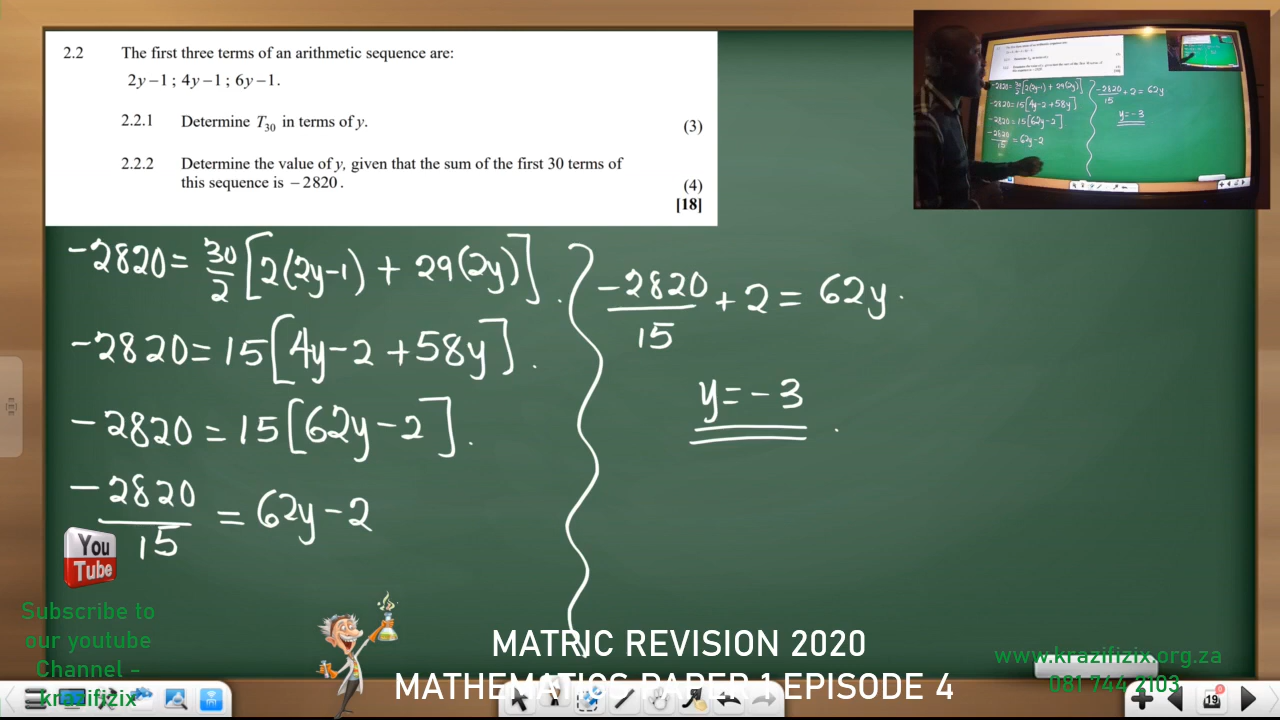 2.2 The first three terms of an arithmetic sequence are:
2y−1 ; 4y−1 ; 6y−1.
2.2.1 Determine T₃₀ in terms of y. (3)
2.2.2 Determine the value of y, given that the sum of the first 30 terms of
this sequence is −2820. (4)
[18]
-2820 = 30/2 [2(2y-1) + 29(2y)].
-2820 = 15[4y-2+58y].
-2820 = 15[62y-2].
-2820/15 = 62y-2
-2820/15 + 2 = 62y.
y = -3
You
Tube
Subscribe to
our youtube
Channel -
krazifizix
MATRIC REVISION 2020
MATHEMATICS PAPER 1 EPISODE 4
www.krazifizix.org.za
081 744 2103
19